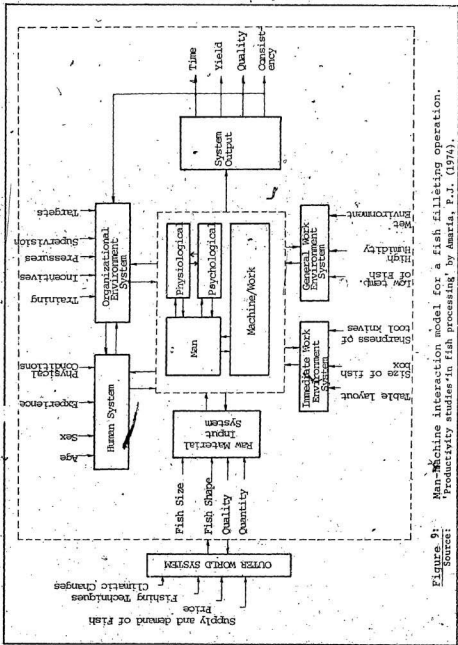 Age
Sex
Experience
Physical
Conditions
Training
Incentives
Pressures
Supervision
Targets
Human System
Organizational
Environment
System
Supply and demand of Fish
Price
Fishing Techniques
Climatic Changes
OUTER WORLD SYSTEM
Fish Size
Fish Shape
Quality
Quantity
Raw Material
Input
System
Man
Physiological
Psychological
Machine/Work
System
Output
Time
Yield
Quality
Consist-
ency
Immediate Work
Environment
System
Table layout
Size of fish
box
Sharpness of
tool knives
General Work
Environment
System
Low temp.
of Fish
High
Humidity
Wet
Environment
Figure 9: Man-Machine interaction model for a fish filleting operation.
Source: 'Productivity studies in fish processing' by Amaria, P.J. (1974).